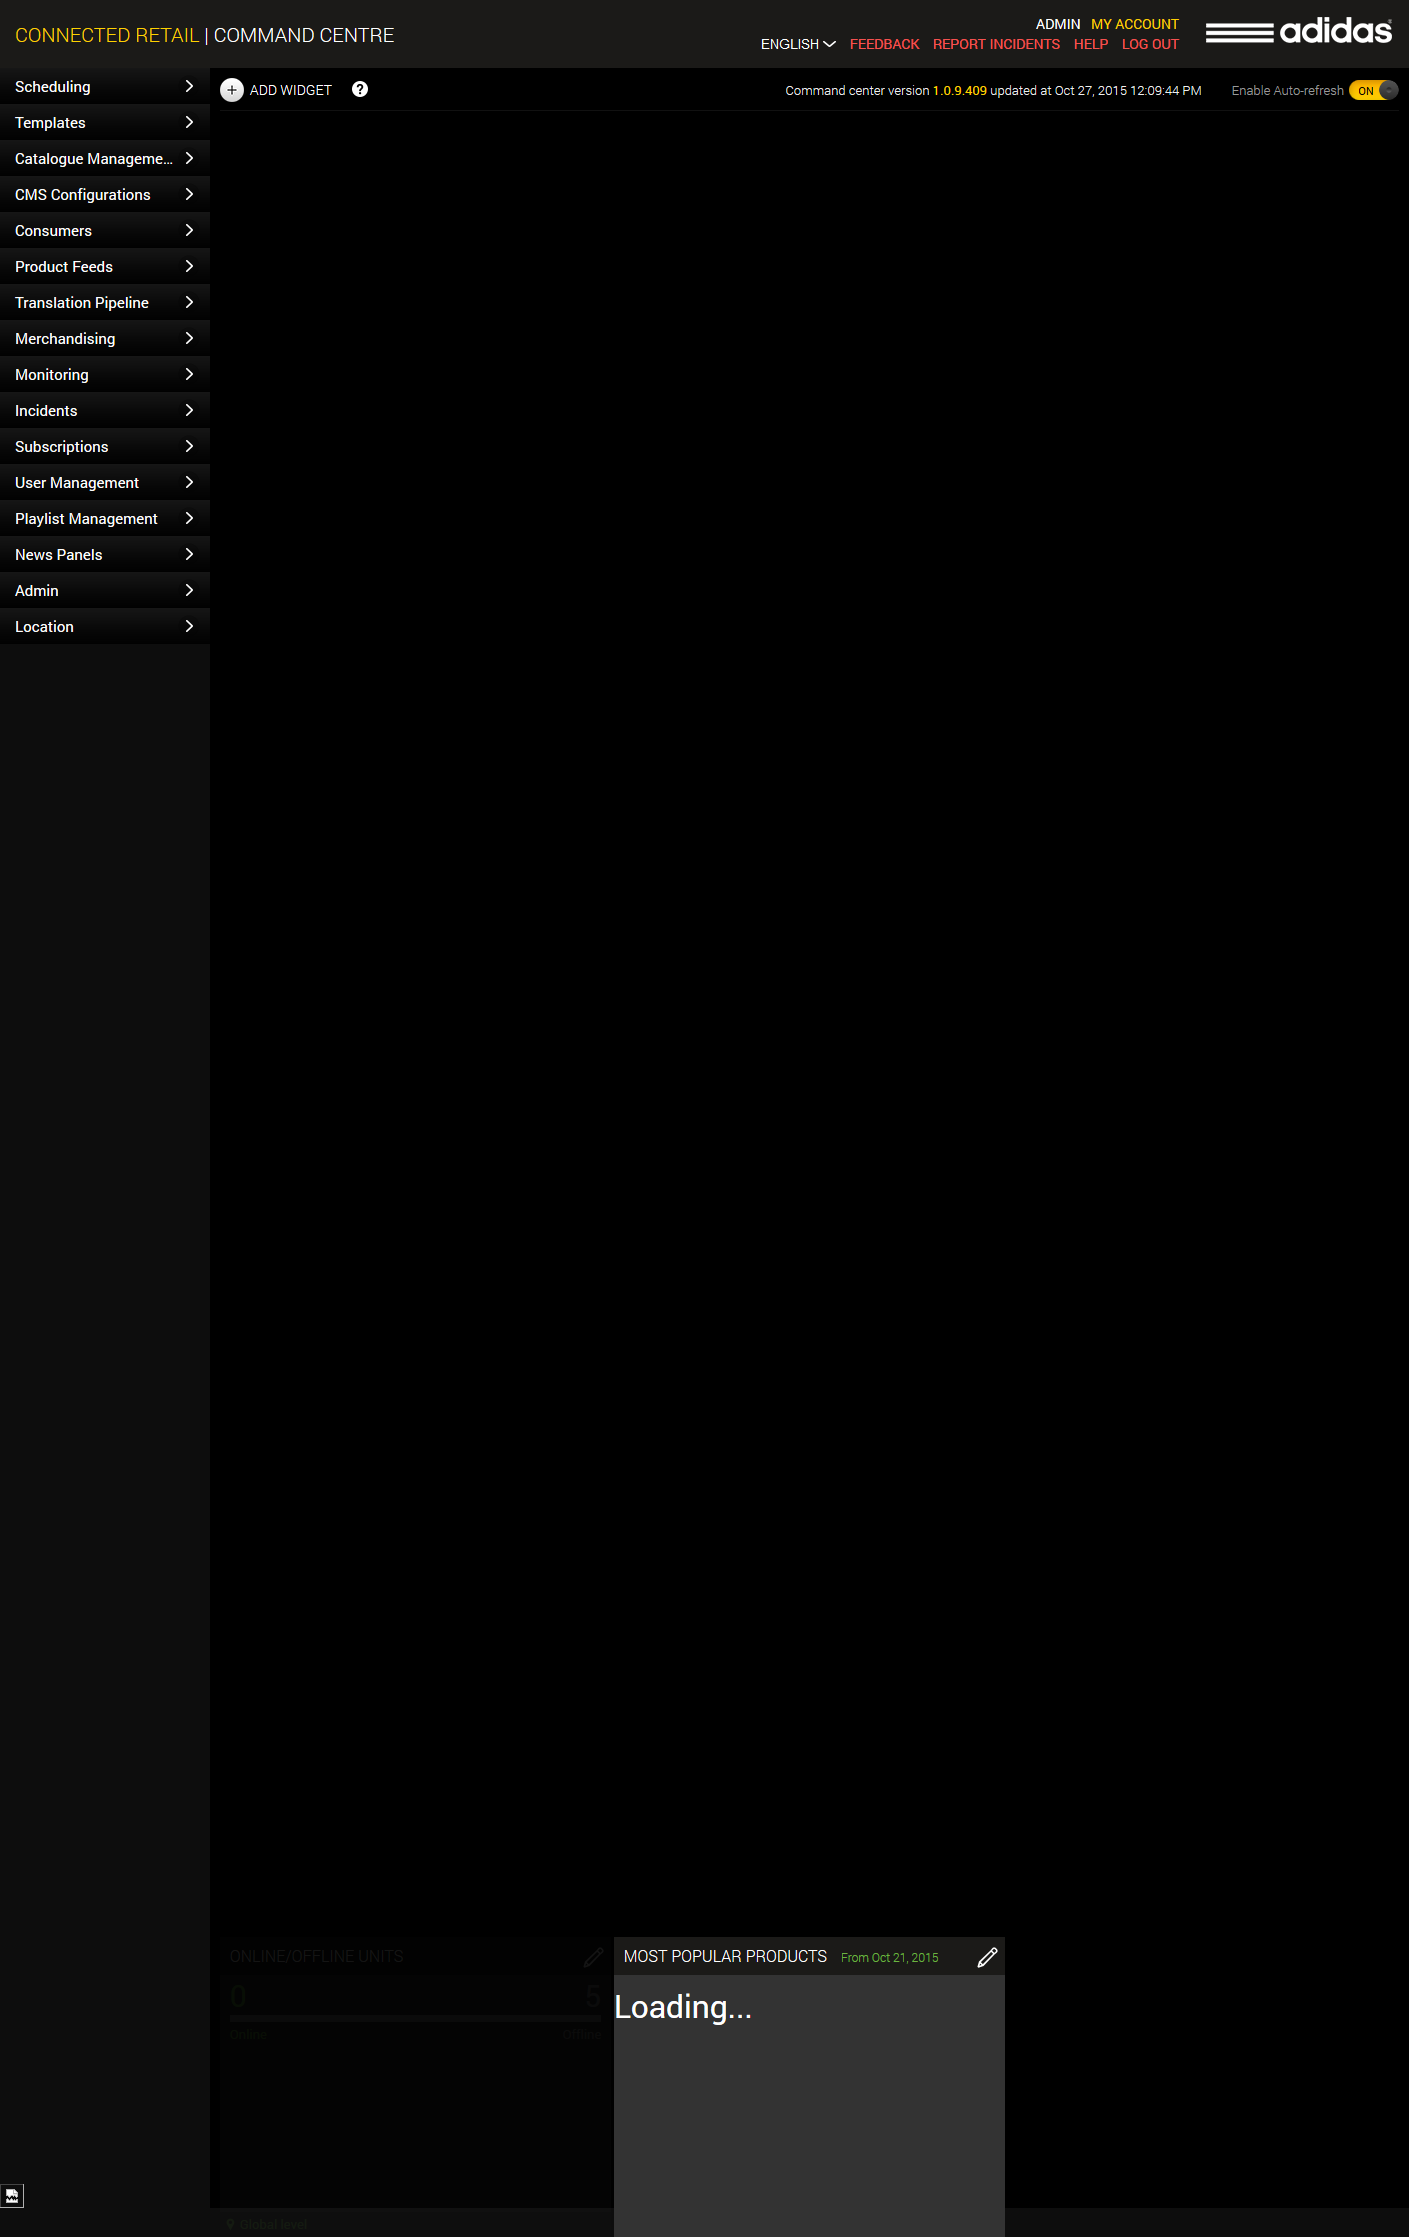 CONNECTED RETAIL | COMMAND CENTRE
ADMIN MY ACCOUNT
ENGLISH FEEDBACK REPORT INCIDENTS HELP LOG OUT
adidas
ADD WIDGET ?
Command center version 1.0.9.409 updated at Oct 27, 2015 12:09:44 PM
Enable Auto-refresh ON
Scheduling
Templates
Catalogue Manageme...
CMS Configurations
Consumers
Product Feeds
Translation Pipeline
Merchandising
Monitoring
Incidents
Subscriptions
User Management
Playlist Management
News Panels
Admin
Location
ONLINE/OFFLINE UNITS
0 5
Online Offline
MOST POPULAR PRODUCTS From Oct 21, 2015
Loading...
Global level